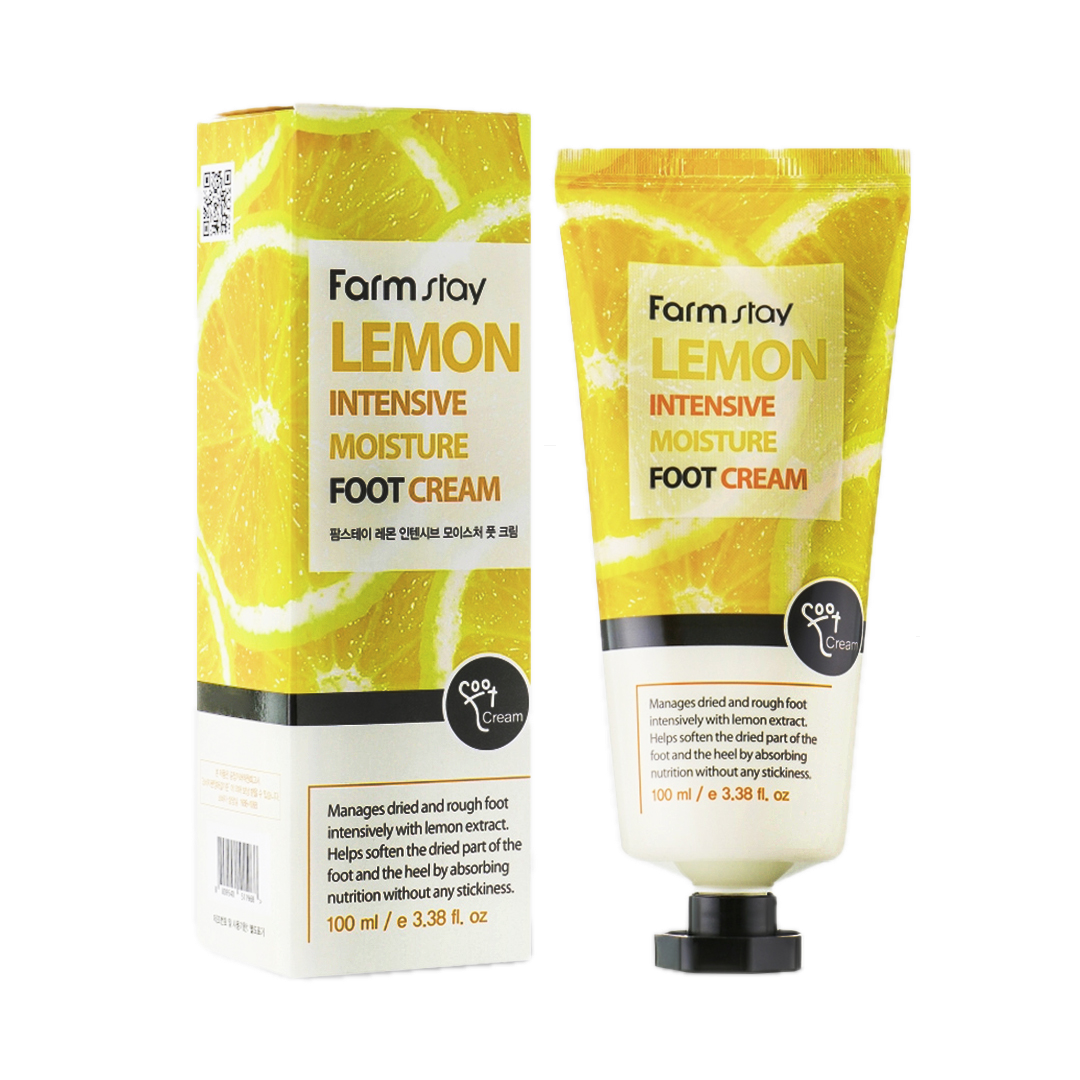 Farm stay
LEMON
INTENSIVE
MOISTURE
FOOT CREAM
팜스테이 레몬 인텐시브 모이스처 풋 크림
foot
Cream
Manages dried and rough foot
intensively with lemon extract.
Helps soften the dried part of the
foot and the heel by absorbing
nutrition without any stickiness.
100 ml / e 3.38 fl. oz
Farm stay
LEMON
INTENSIVE
MOISTURE
FOOT CREAM
foot
Cream
Manages dried and rough foot
intensively with lemon extract.
Helps soften the dried part of the
foot and the heel by absorbing
nutrition without any stickiness.
100 ml / e 3.38 fl. oz